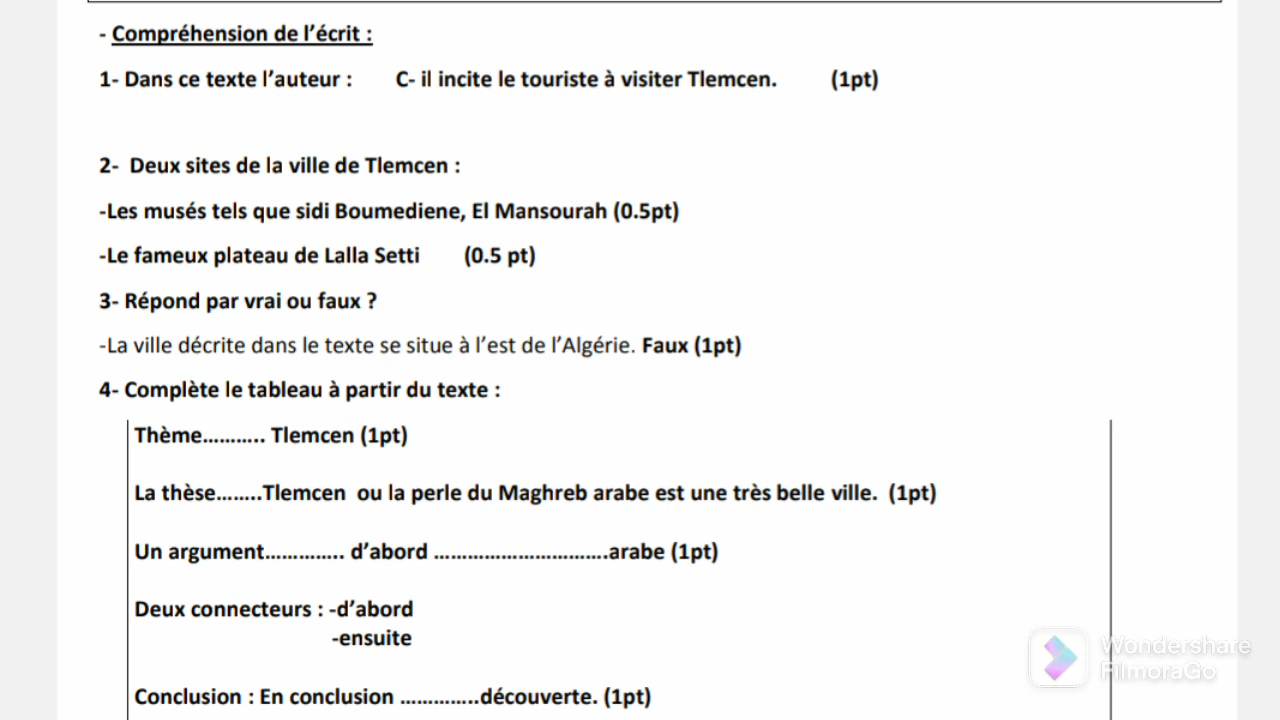 - Compréhension de l’écrit :
1- Dans ce texte l’auteur : C- il incite le touriste à visiter Tlemcen. (1pt)
2- Deux sites de la ville de Tlemcen :
-Les musés tels que sidi Boumediene, El Mansourah (0.5pt)
-Le fameux plateau de Lalla Setti (0.5 pt)
3- Répond par vrai ou faux ?
-La ville décrite dans le texte se situe à l’est de l’Algérie. Faux (1pt)
4- Complète le tableau à partir du texte :
Thème……….. Tlemcen (1pt)
La thèse……..Tlemcen ou la perle du Maghreb arabe est une très belle ville. (1pt)
Un argument………….. d’abord ………………………….arabe (1pt)
Deux connecteurs : -d’abord
-ensuite
Conclusion : En conclusion …………..découverte. (1pt)
Wondershare
FilmoraGo